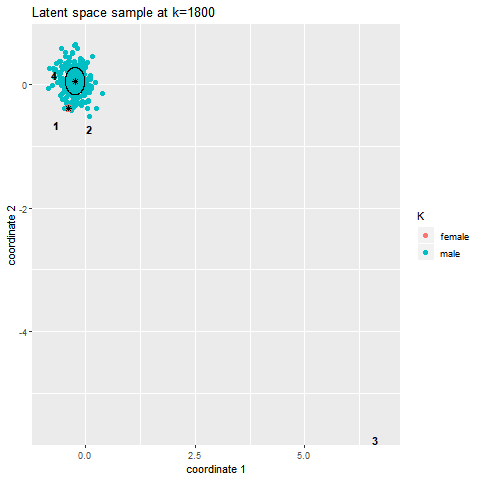 Latent space sample at k=1800
0
-2
-4
coordinate 2
4
1
2
3
0.0
2.5
5.0
coordinate 1
K
female
male